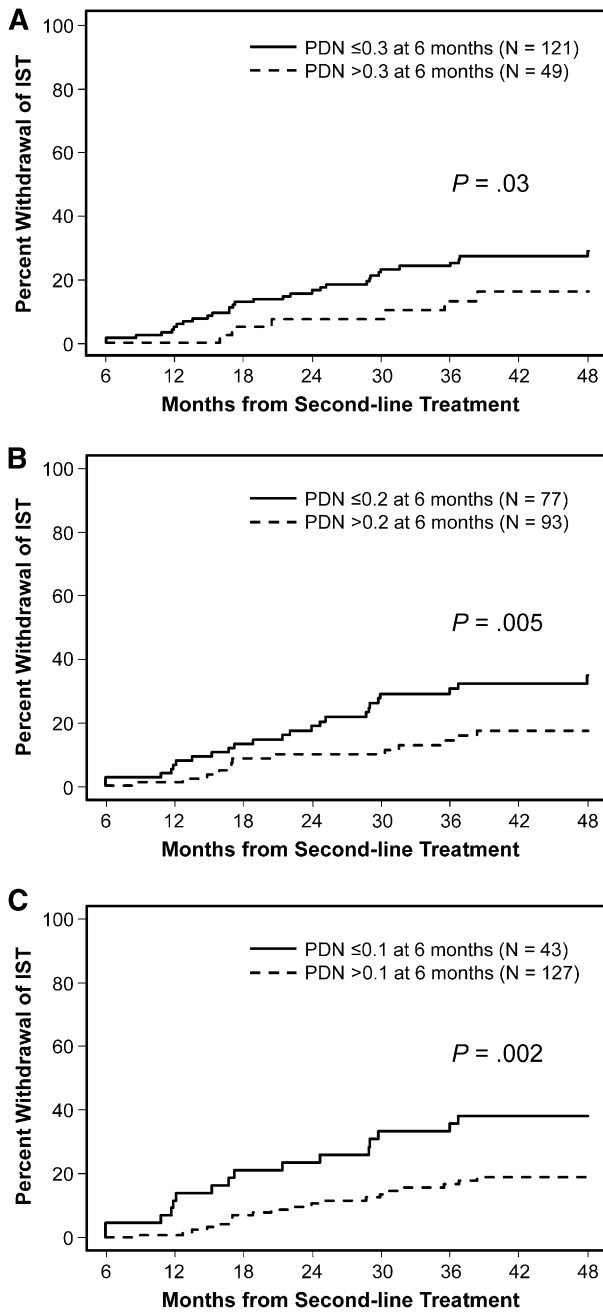 A
100
80
60
40
20
0
Percent Withdrawal of IST
PDN ≤0.3 at 6 months (N = 121)
PDN >0.3 at 6 months (N = 49)
P = .03
6 12 18 24 30 36 42 48
Months from Second-line Treatment
B
100
80
60
40
20
0
Percent Withdrawal of IST
PDN ≤0.2 at 6 months (N = 77)
PDN >0.2 at 6 months (N = 93)
P = .005
6 12 18 24 30 36 42 48
Months from Second-line Treatment
C
100
80
60
40
20
0
Percent Withdrawal of IST
PDN ≤0.1 at 6 months (N = 43)
PDN >0.1 at 6 months (N = 127)
P = .002
6 12 18 24 30 36 42 48
Months from Second-line Treatment